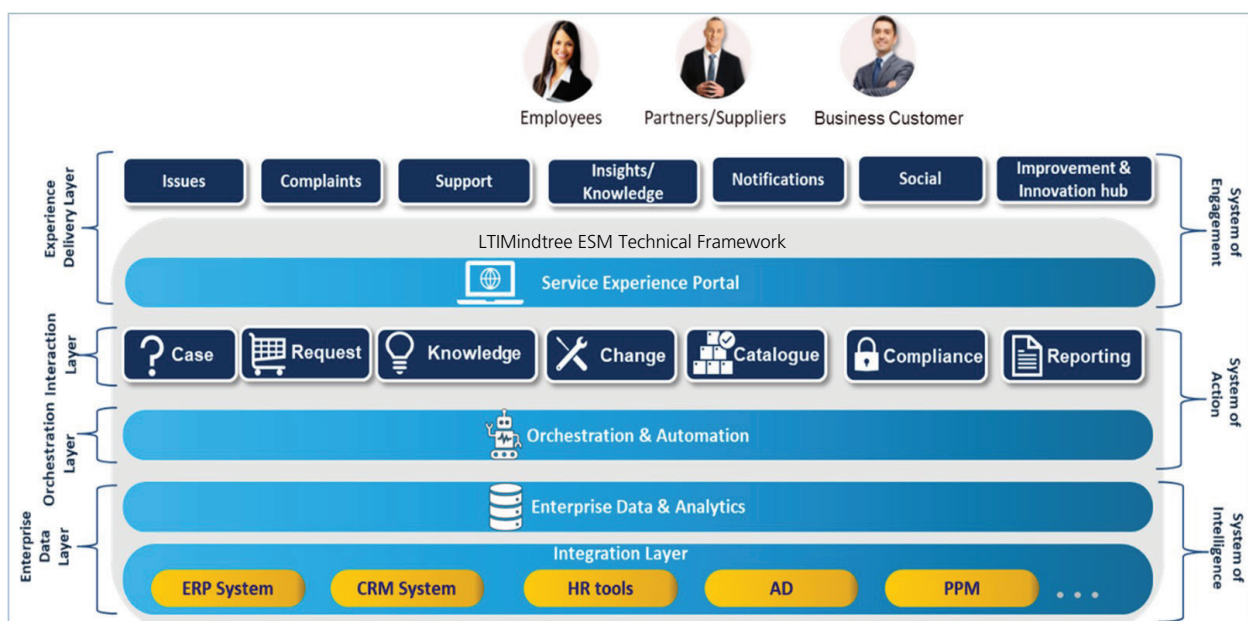 Employees
Partners/Suppliers
Business Customer
Experience
Delivery Layer
Issues
Complaints
Support
Insights/
Knowledge
Notifications
Social
Improvement &
Innovation hub
System of
Engagement
LTIMindtree ESM Technical Framework
Service Experience Portal
Interaction
Layer
Case
Request
Knowledge
Change
Catalogue
Compliance
Reporting
System of
Action
Orchestration
Layer
Orchestration & Automation
Enterprise
Data
Layer
Enterprise Data & Analytics
System of
Intelligence
Integration Layer
ERP System
CRM System
HR tools
AD
PPM
...